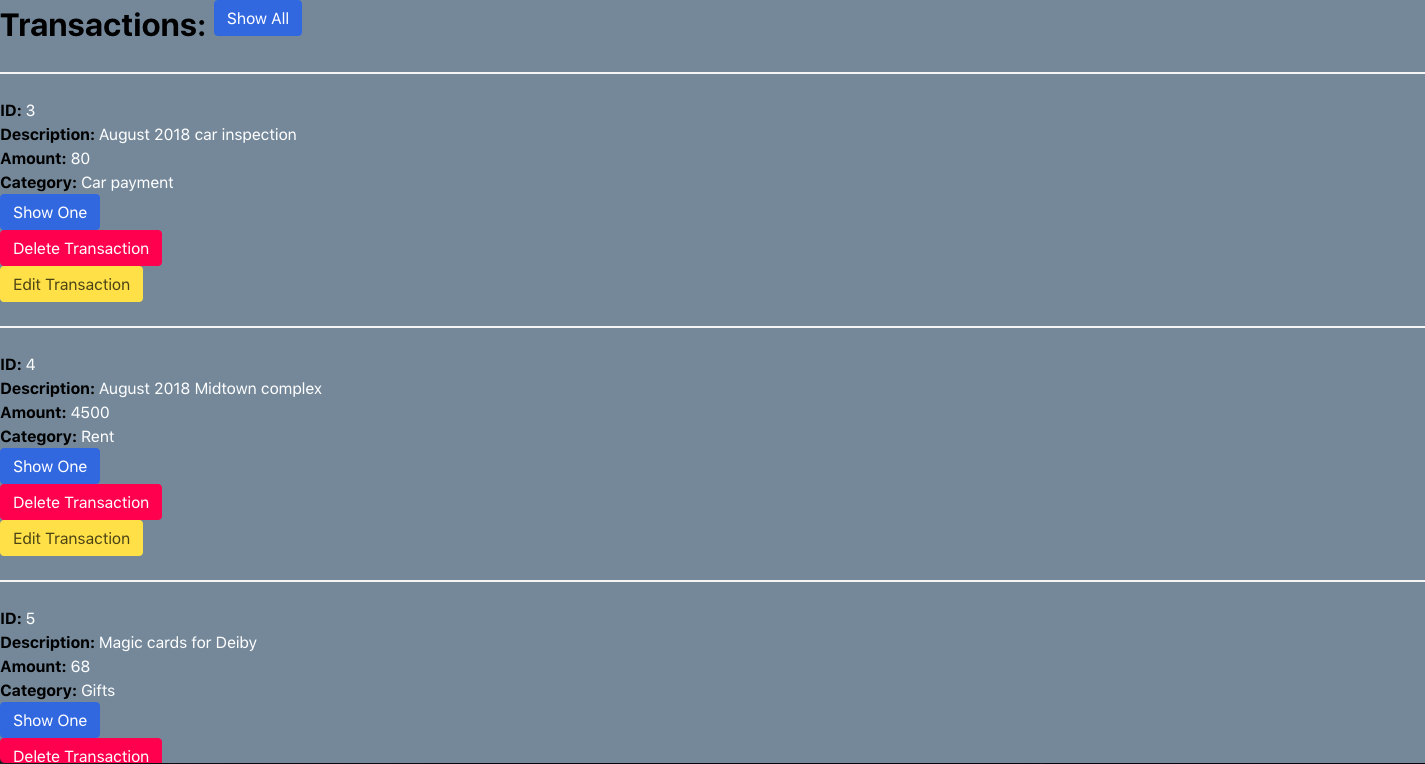 Transactions: Show All
ID: 3
Description: August 2018 car inspection
Amount: 80
Category: Car payment
Show One
Delete Transaction
Edit Transaction
ID: 4
Description: August 2018 Midtown complex
Amount: 4500
Category: Rent
Show One
Delete Transaction
Edit Transaction
ID: 5
Description: Magic cards for Deiby
Amount: 68
Category: Gifts
Show One
Delete Transaction